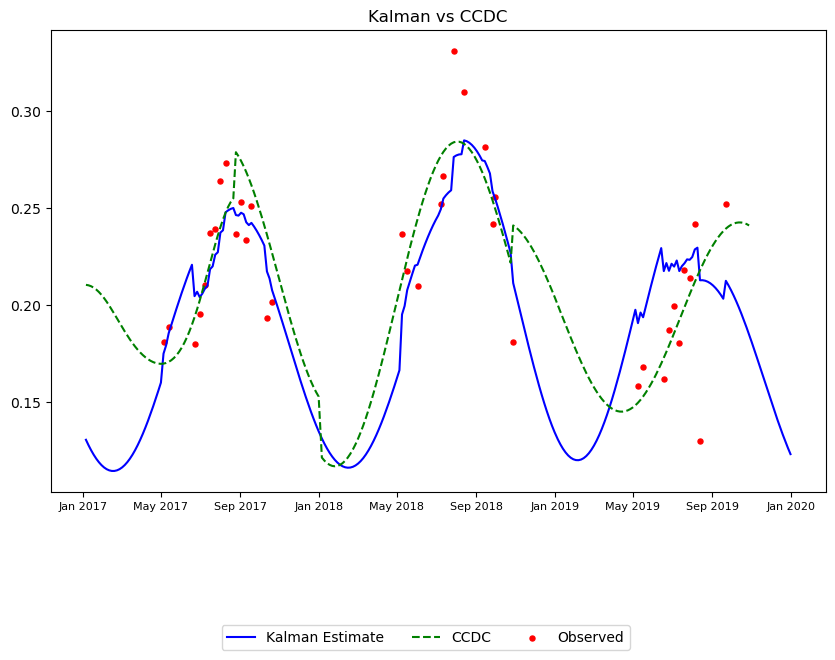 Kalman vs CCDC
0.30
0.25
0.20
0.15
Jan 2017 May 2017 Sep 2017 Jan 2018 May 2018 Sep 2018 Jan 2019 May 2019 Sep 2019 Jan 2020
Kalman Estimate CCDC Observed